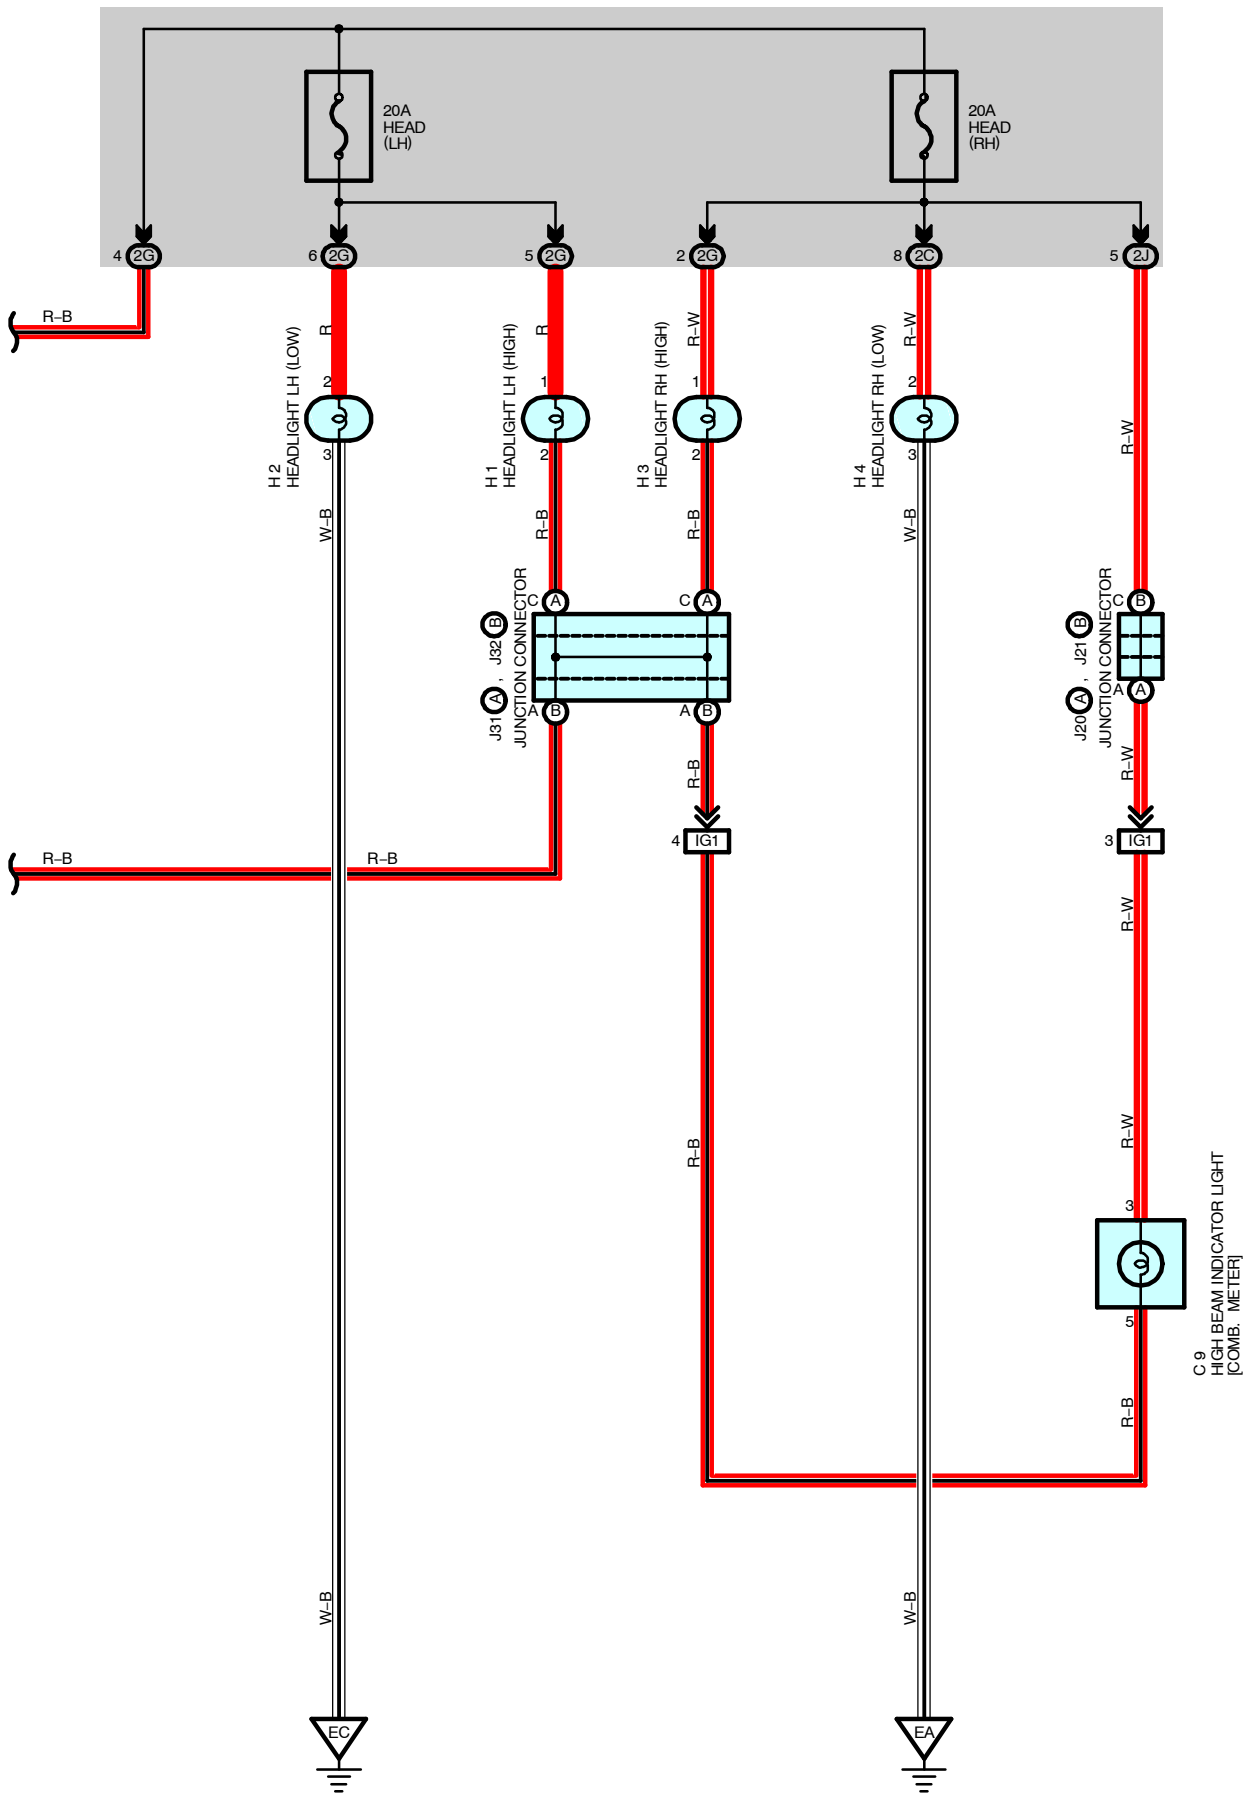 20A
HEAD
(LH)
20A
HEAD
(RH)
4 2G
6 2G
5 2G
2 2G
8 2C
5 2J
R–B
R
R
R–W
R–W
R–W
2
1
1
2
H 2
HEADLIGHT LH (LOW)
H 1
HEADLIGHT LH (HIGH)
H 3
HEADLIGHT RH (HIGH)
H 4
HEADLIGHT RH (LOW)
3
2
2
3
W–B
R–B
R–B
W–B
C A
C A
C B
J31 A , J32 B
JUNCTION CONNECTOR
J20 A , J21 B
JUNCTION CONNECTOR
A B
A B
A A
R–B
R–W
4 IG1
3 IG1
R–B
R–B
R–W
R–B
R–W
3
C 9
HIGH BEAM INDICATOR LIGHT
[COMB. METER]
5
R–B
W–B
W–B
EC
EA